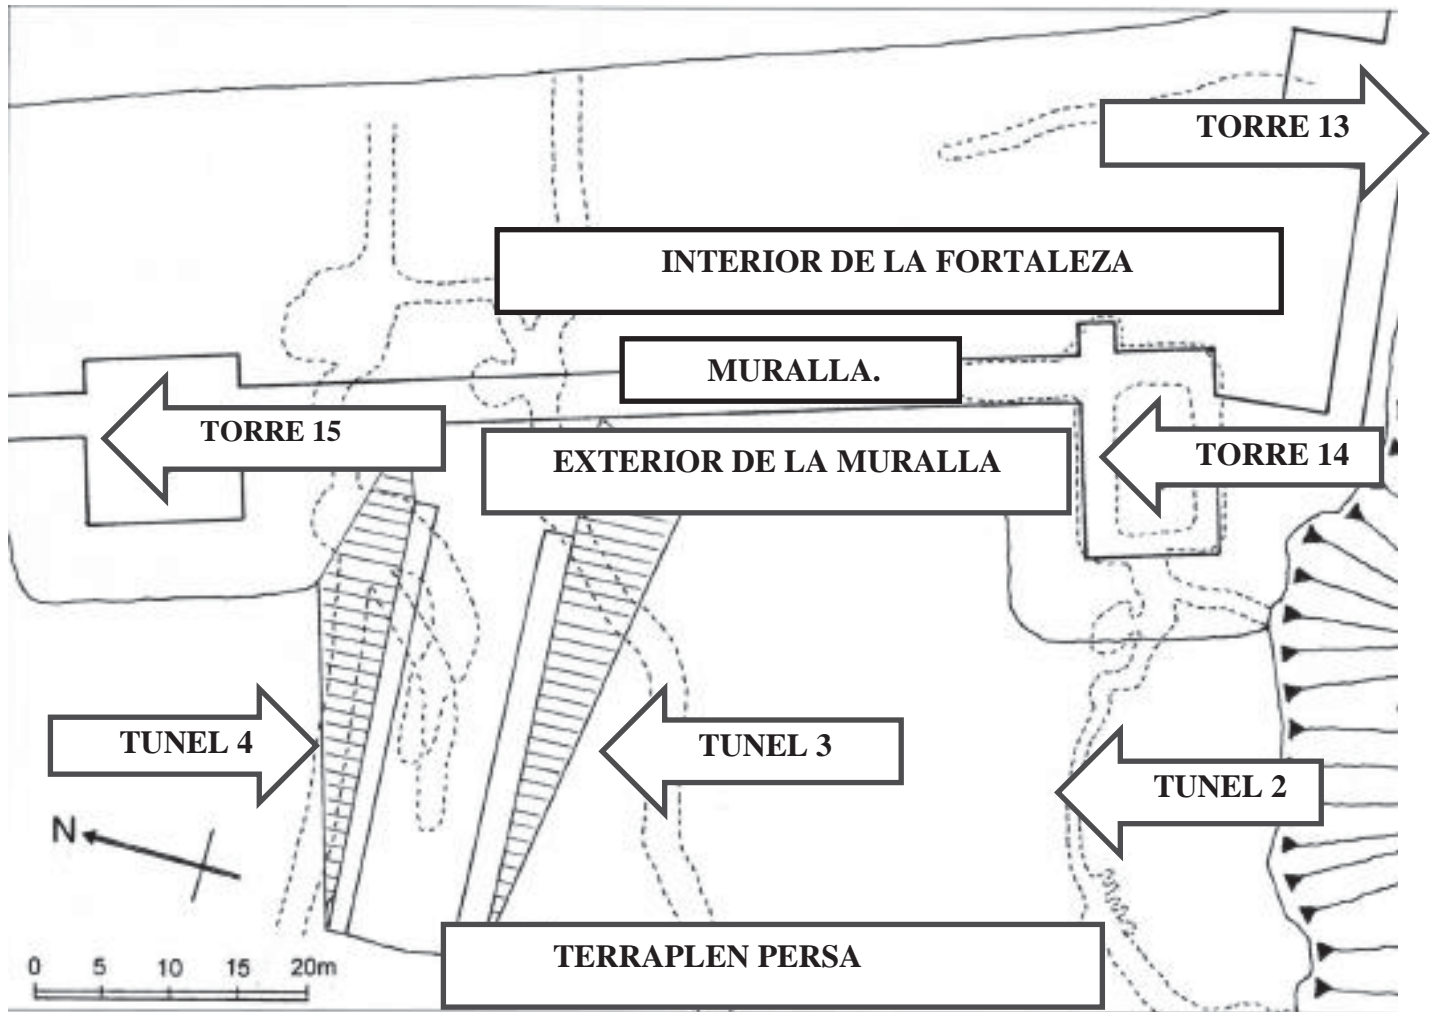 TORRE 13
INTERIOR DE LA FORTALEZA
MURALLA.
TORRE 15
EXTERIOR DE LA MURALLA
TORRE 14
TUNEL 4
TUNEL 3
TUNEL 2
N
TERRAPLEN PERSA
0 5 10 15 20m